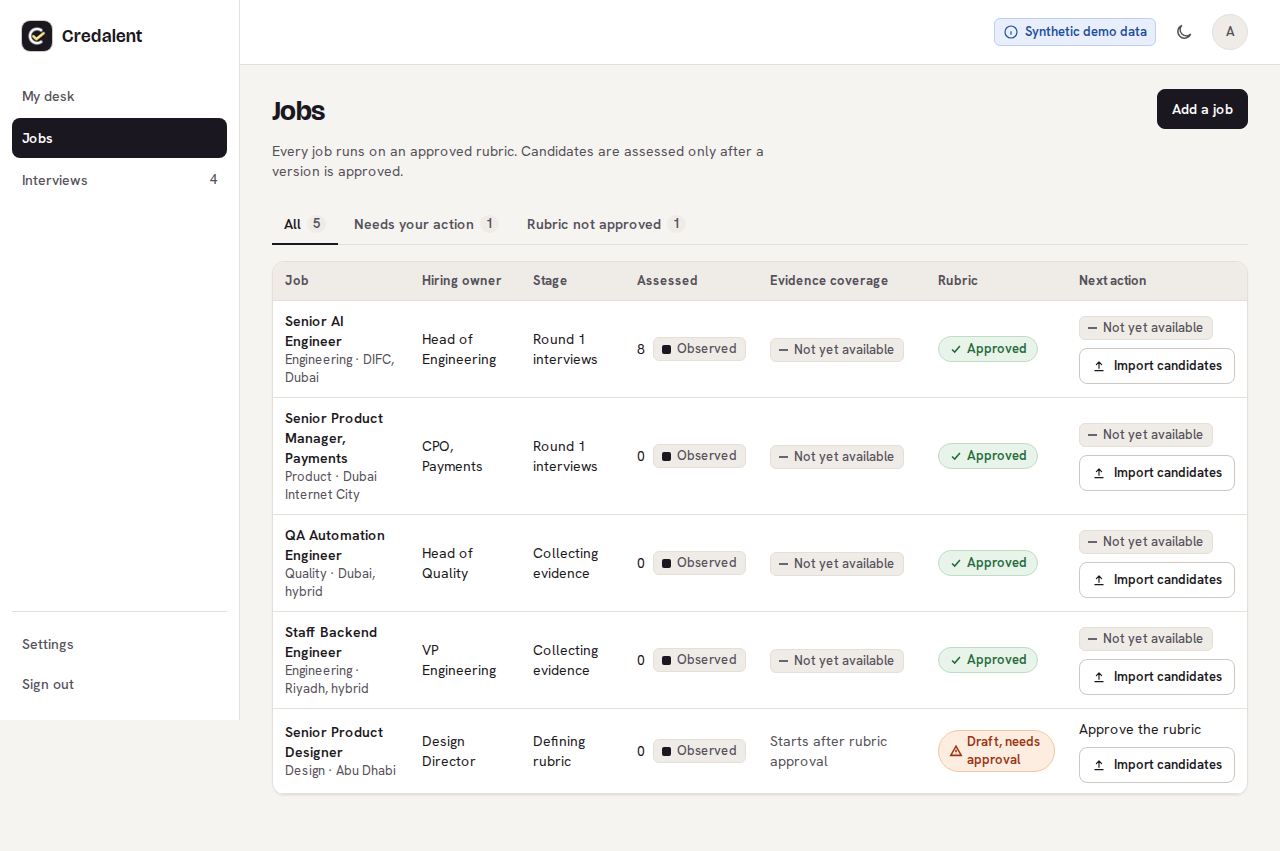 Credalent
Synthetic demo data
A
My desk
Jobs
Interviews 4
Settings
Sign out
Jobs
Add a job
Every job runs on an approved rubric. Candidates are assessed only after a
version is approved.
All 5 Needs your action 1 Rubric not approved 1
Job Hiring owner Stage Assessed Evidence coverage Rubric Next action
Senior AI
Engineer
Engineering · DIFC,
Dubai
Head of
Engineering
Round 1
interviews
8 Observed
Not yet available
Approved
Not yet available
Import candidates
Senior Product
Manager,
Payments
Product · Dubai
Internet City
CPO,
Payments
Round 1
interviews
0 Observed
Not yet available
Approved
Not yet available
Import candidates
QA Automation
Engineer
Quality · Dubai,
hybrid
Head of
Quality
Collecting
evidence
0 Observed
Not yet available
Approved
Not yet available
Import candidates
Staff Backend
Engineer
Engineering ·
Riyadh, hybrid
VP
Engineering
Collecting
evidence
0 Observed
Not yet available
Approved
Not yet available
Import candidates
Senior Product
Designer
Design · Abu Dhabi
Design
Director
Defining
rubric
0 Observed
Starts after rubric
approval
Draft, needs
approval
Approve the rubric
Import candidates